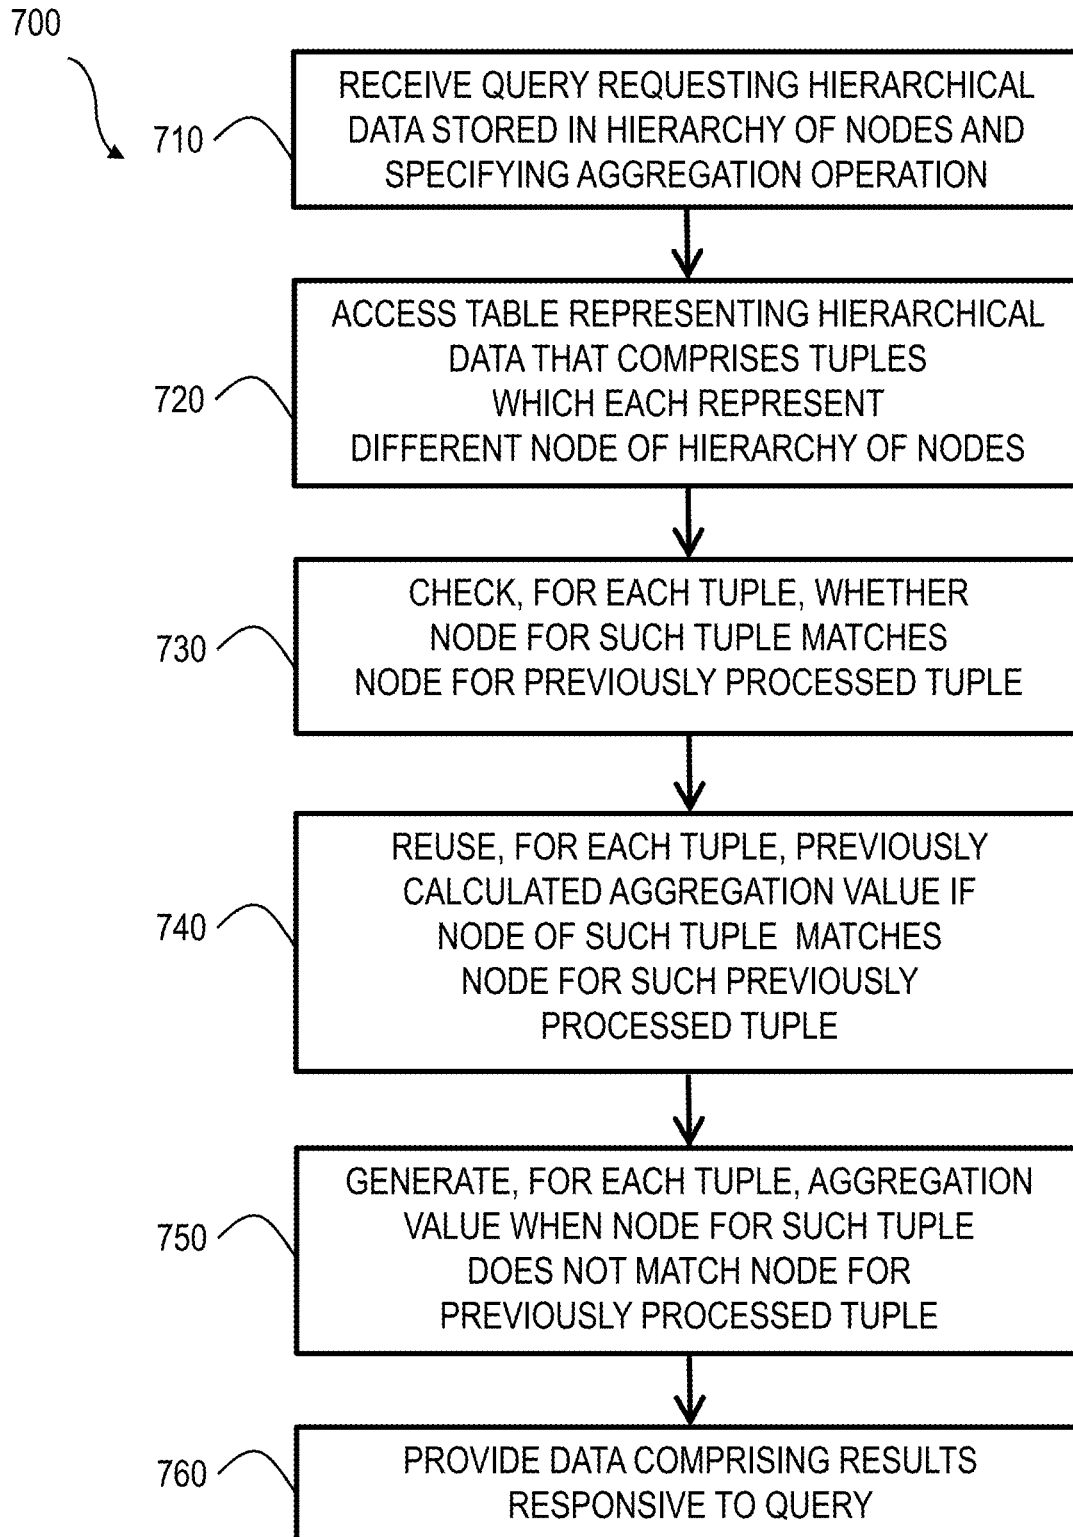 700
710
RECEIVE QUERY REQUESTING HIERARCHICAL
DATA STORED IN HIERARCHY OF NODES AND
SPECIFYING AGGREGATION OPERATION
720
ACCESS TABLE REPRESENTING HIERARCHICAL
DATA THAT COMPRISES TUPLES
WHICH EACH REPRESENT
DIFFERENT NODE OF HIERARCHY OF NODES
730
CHECK, FOR EACH TUPLE, WHETHER
NODE FOR SUCH TUPLE MATCHES
NODE FOR PREVIOUSLY PROCESSED TUPLE
740
REUSE, FOR EACH TUPLE, PREVIOUSLY
CALCULATED AGGREGATION VALUE IF
NODE OF SUCH TUPLE MATCHES
NODE FOR SUCH PREVIOUSLY
PROCESSED TUPLE
750
GENERATE, FOR EACH TUPLE, AGGREGATION
VALUE WHEN NODE FOR SUCH TUPLE
DOES NOT MATCH NODE FOR
PREVIOUSLY PROCESSED TUPLE
760
PROVIDE DATA COMPRISING RESULTS
RESPONSIVE TO QUERY